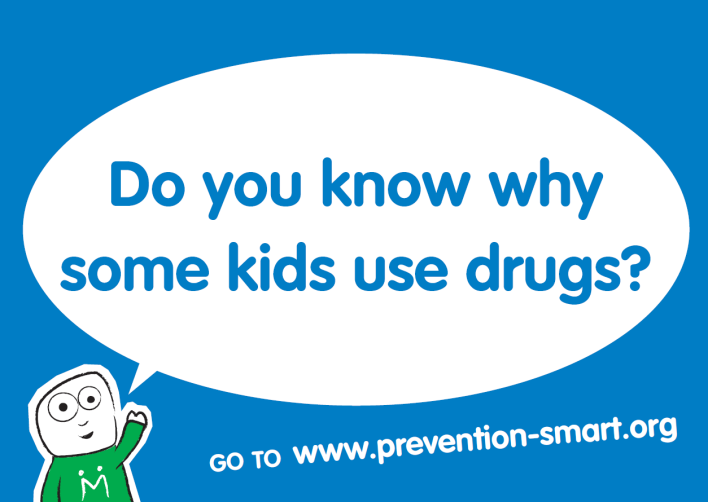 Do you know why
some kids use drugs?
GO TO www.prevention-smart.org
M